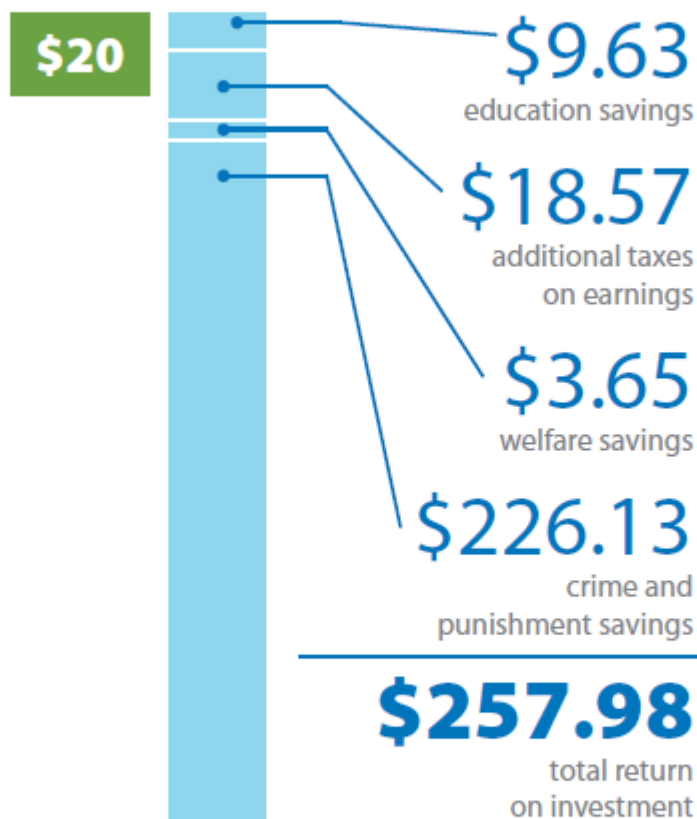 $20
$9.63
education savings
$18.57
additional taxes
on earnings
$3.65
welfare savings
$226.13
crime and
punishment savings
$257.98
total return
on investment